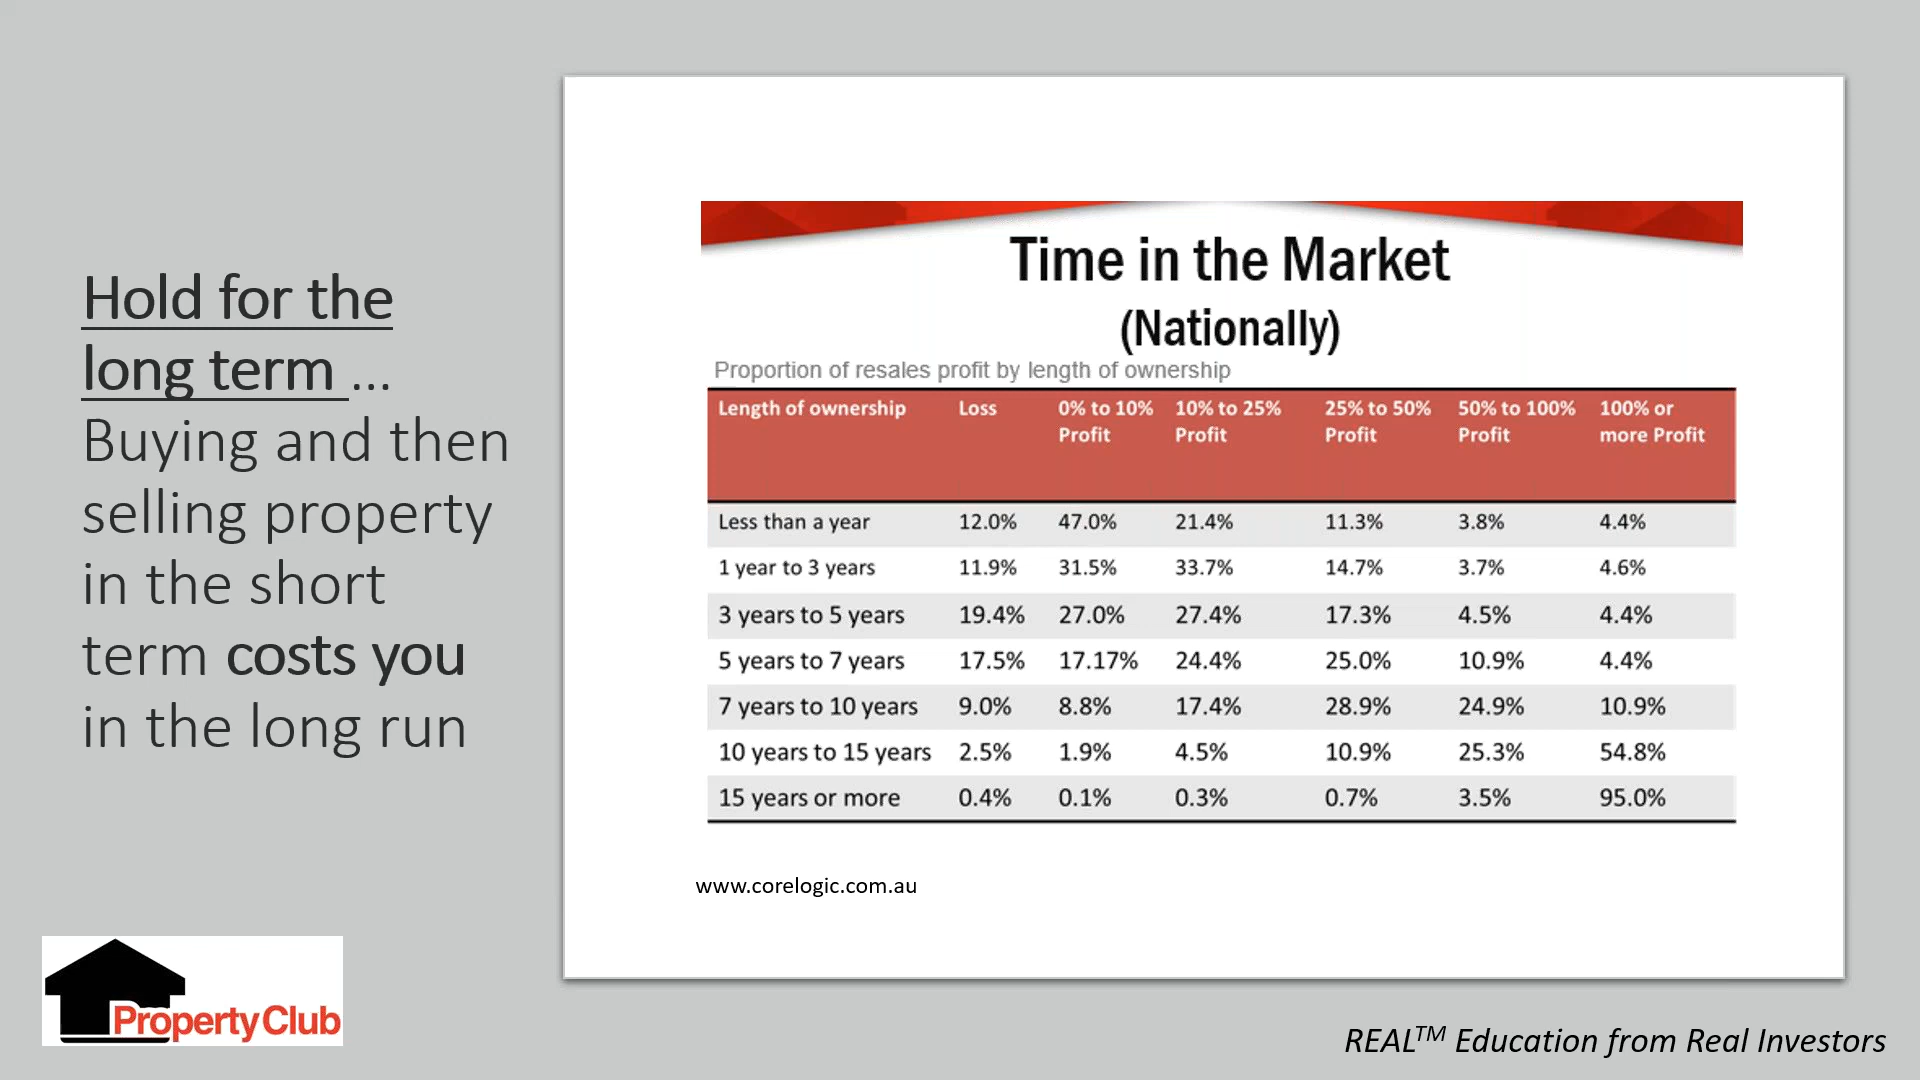 Hold for the
long term ...
Buying and then
selling property
in the short
term costs you
in the long run
Time in the Market
(Nationally)
Proportion of resales profit by length of ownership
Length of ownership Loss 0% to 10% Profit 10% to 25% Profit 25% to 50% Profit 50% to 100% Profit 100% or more Profit
Less than a year 12.0% 47.0% 21.4% 11.3% 3.8% 4.4%
1 year to 3 years 11.9% 31.5% 33.7% 14.7% 3.7% 4.6%
3 years to 5 years 19.4% 27.0% 27.4% 17.3% 4.5% 4.4%
5 years to 7 years 17.5% 17.17% 24.4% 25.0% 10.9% 4.4%
7 years to 10 years 9.0% 8.8% 17.4% 28.9% 24.9% 10.9%
10 years to 15 years 2.5% 1.9% 4.5% 10.9% 25.3% 54.8%
15 years or more 0.4% 0.1% 0.3% 0.7% 3.5% 95.0%
www.corelogic.com.au
PropertyClub
REAL™ Education from Real Investors